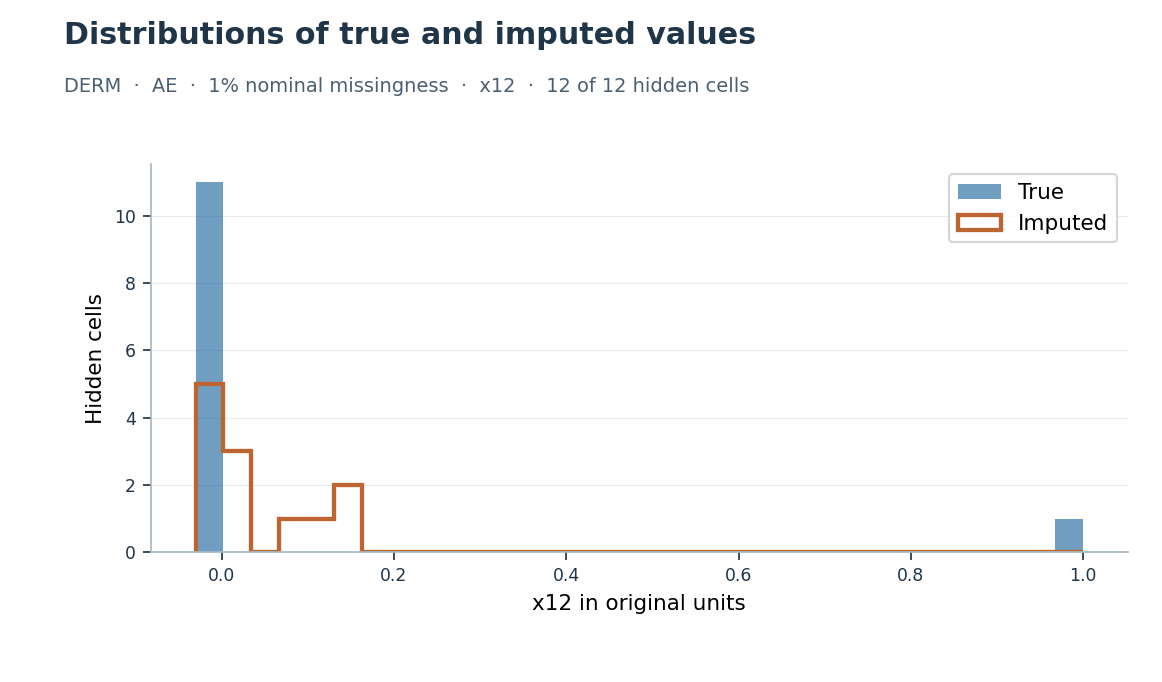 Distributions of true and imputed values
DERM · AE · 1% nominal missingness · x12 · 12 of 12 hidden cells
True
Imputed
Hidden cells
10
8
6
4
2
0
0.0 0.2 0.4 0.6 0.8 1.0
x12 in original units